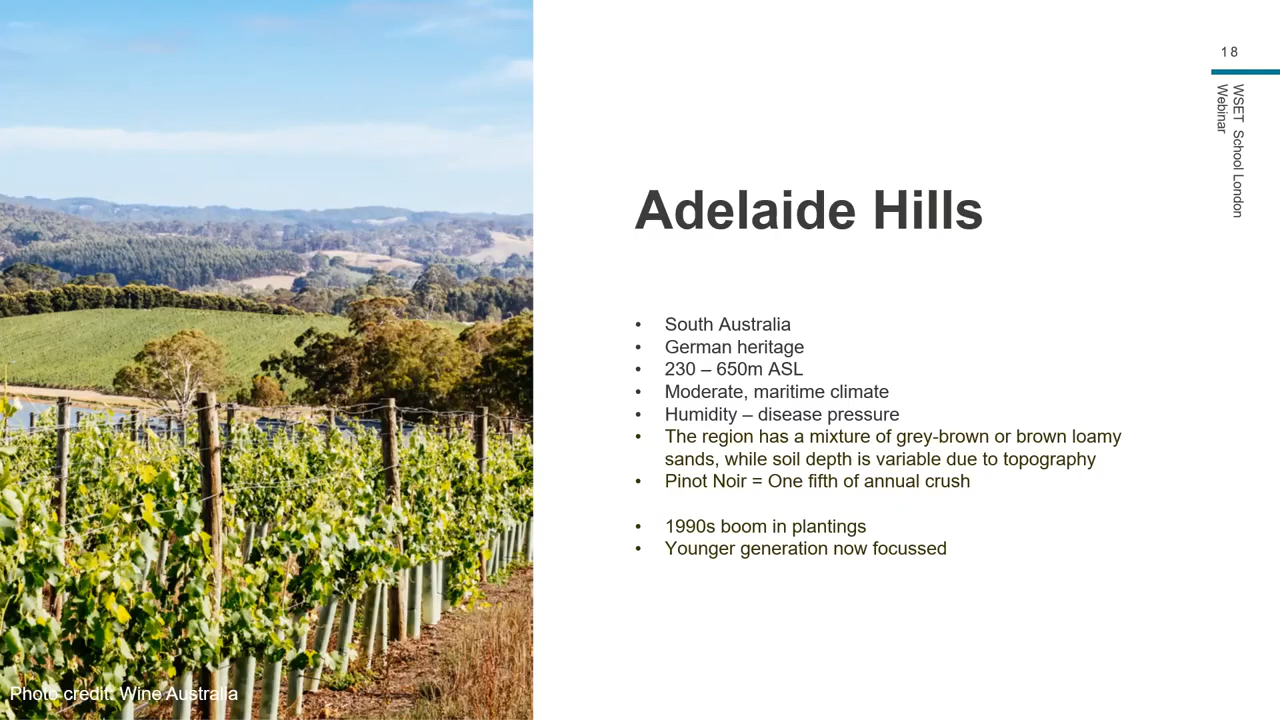 18
WSET School London
Webinar
Adelaide Hills
• South Australia
• German heritage
• 230 – 650m ASL
• Moderate, maritime climate
• Humidity – disease pressure
• The region has a mixture of grey-brown or brown loamy
sands, while soil depth is variable due to topography
• Pinot Noir = One fifth of annual crush
• 1990s boom in plantings
• Younger generation now focussed
Photo credit: Wine Australia